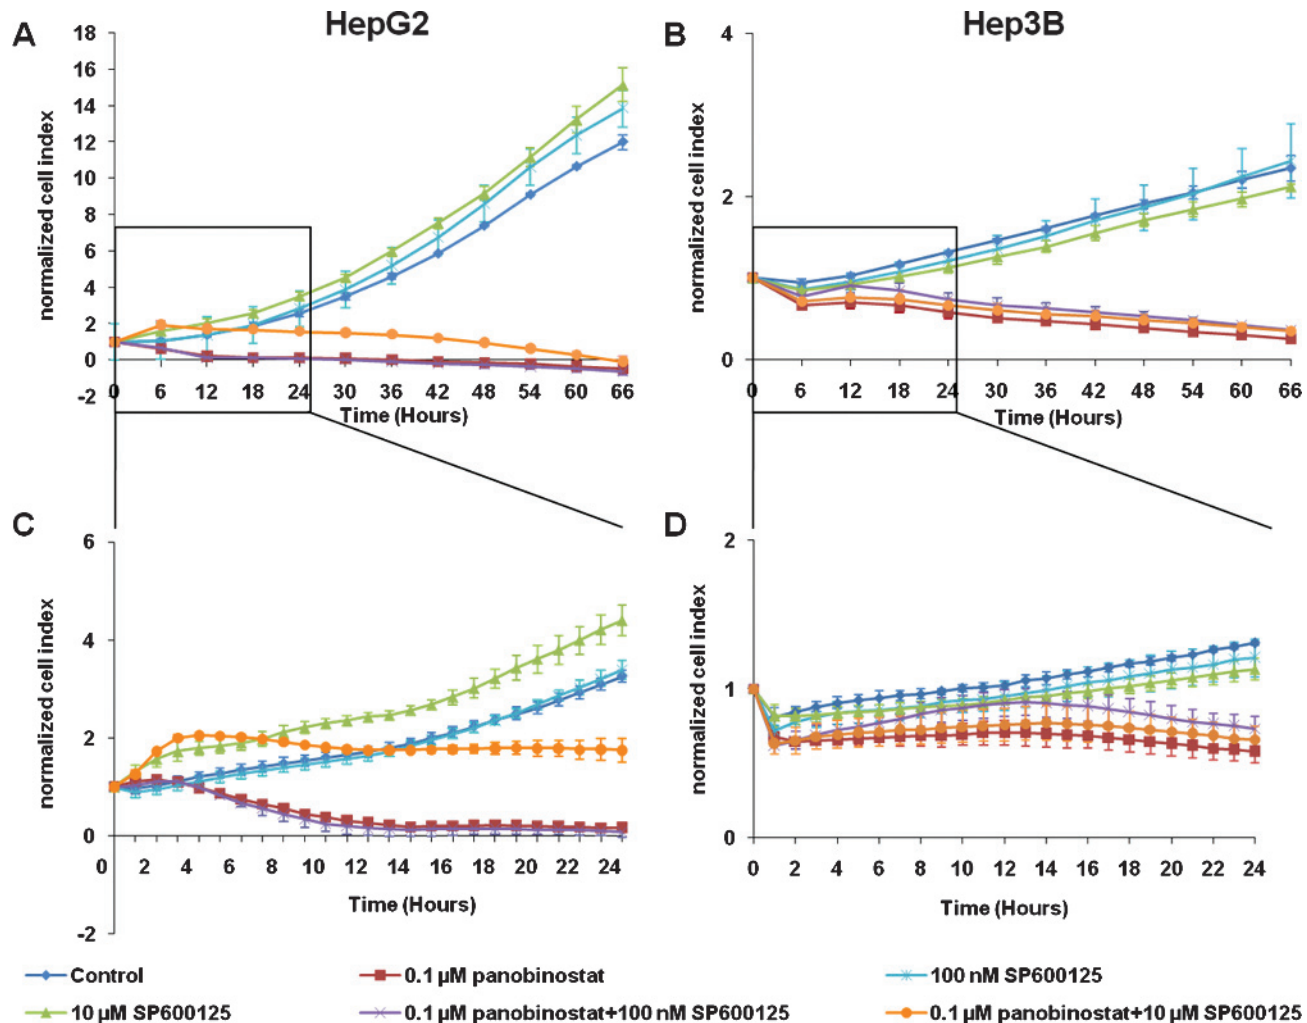 HepG2
Hep3B
A
18
16
14
12
10
8
6
4
2
0
-2
normalized cell index
0 6 12 18 24 30 36 42 48 54 60 66
Time (Hours)
B
4
2
0
normalized cell index
0 6 12 18 24 30 36 42 48 54 60 66
Time (Hours)
C
6
4
2
0
-2
normalized cell index
0 2 4 6 8 10 12 14 16 18 20 22 24
Time (Hours)
D
2
1
0
normalized cell index
0 2 4 6 8 10 12 14 16 18 20 22 24
Time (Hours)
Control
0.1 µM panobinostat
100 nM SP600125
10 µM SP600125
0.1 µM panobinostat+100 nM SP600125
0.1 µM panobinostat+10 µM SP600125